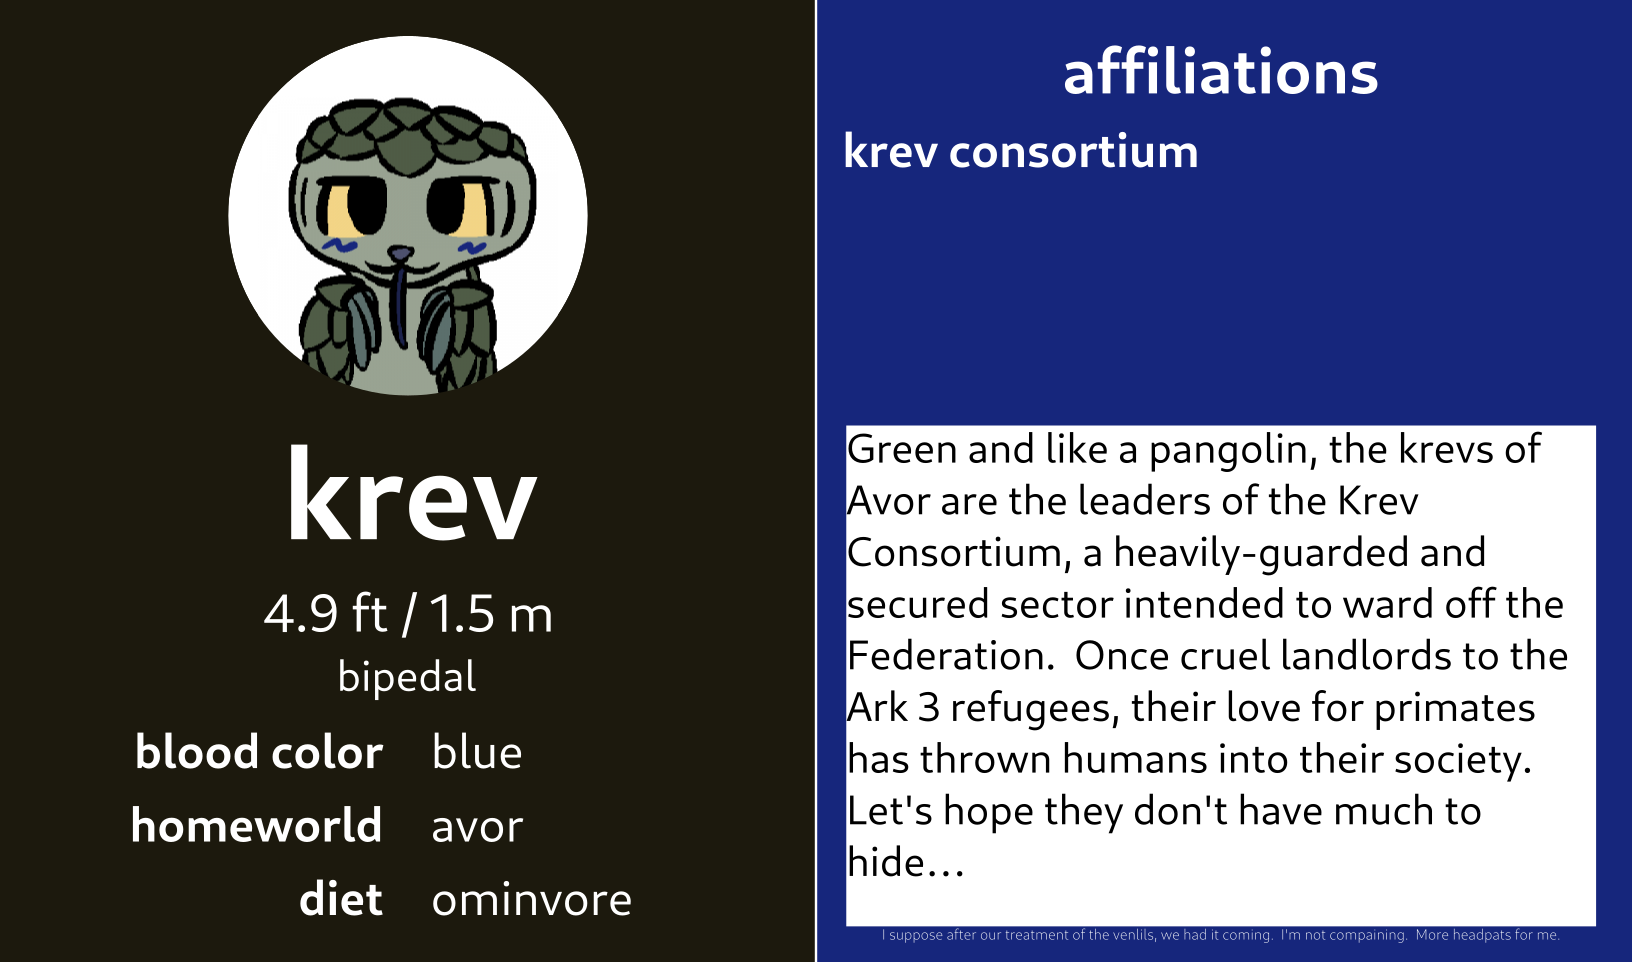 krev
4.9 ft / 1.5 m
bipedal
blood color blue
homeworld avor
diet ominvore
affiliations
krev consortium
Green and like a pangolin, the krevs of
Avor are the leaders of the Krev
Consortium, a heavily-guarded and
secured sector intended to ward off the
Federation.  Once cruel landlords to the
Ark 3 refugees, their love for primates
has thrown humans into their society.
Let's hope they don't have much to
hide...
I suppose after our treatment of the venlils, we had it coming.  I'm not compaining.  More headpats for me.